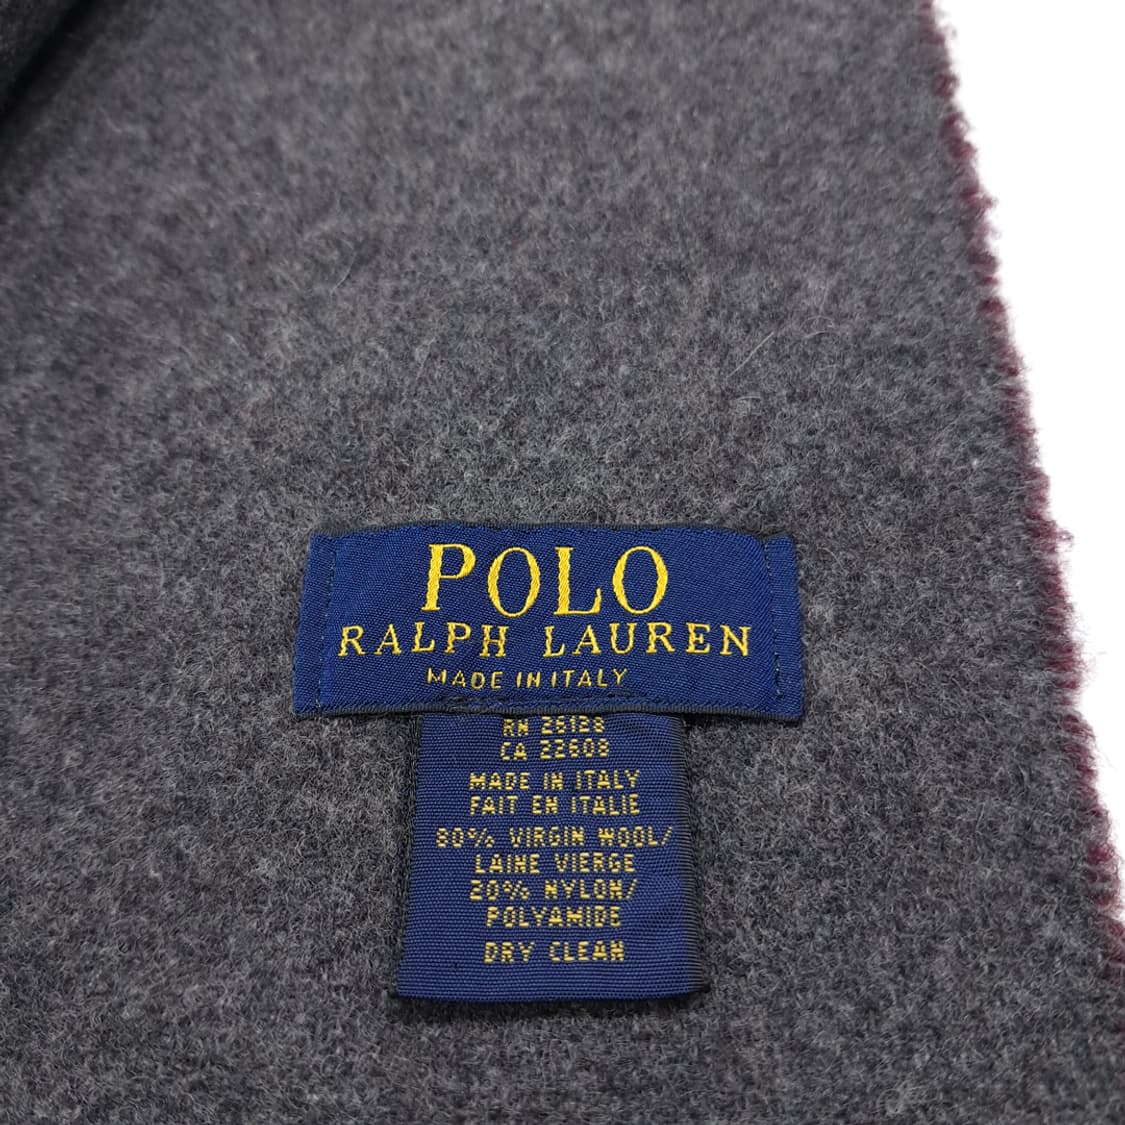 POLO
RALPH LAUREN
MADE IN ITALY
RN 26128
CA 22608
MADE IN ITALY
FAIT EN ITALIE
80% VIRGIN WOOL/
LAINE VIERGE
20% NYLON/
POLYAMIDE
DRY CLEAN